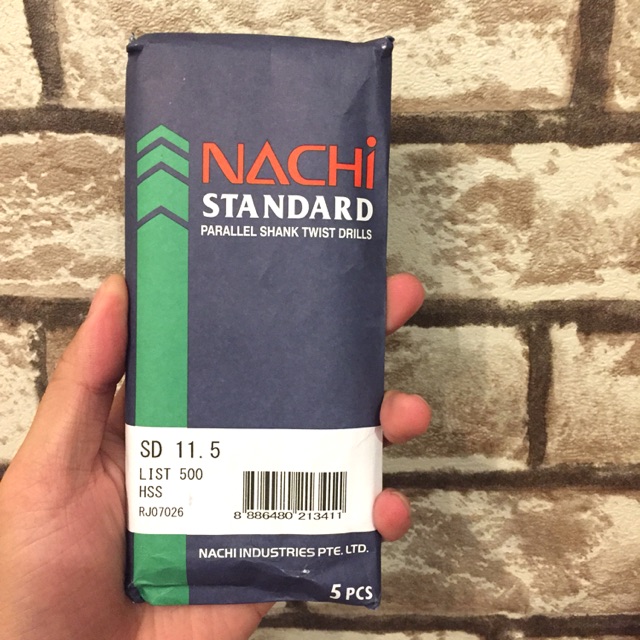 NACHi
STANDARD
PARALLEL SHANK TWIST DRILLS
SD 11.5
LIST 500
HSS
RJ07026
8 886480 213411
NACHI INDUSTRIES PTE. LTD.
5 PCS